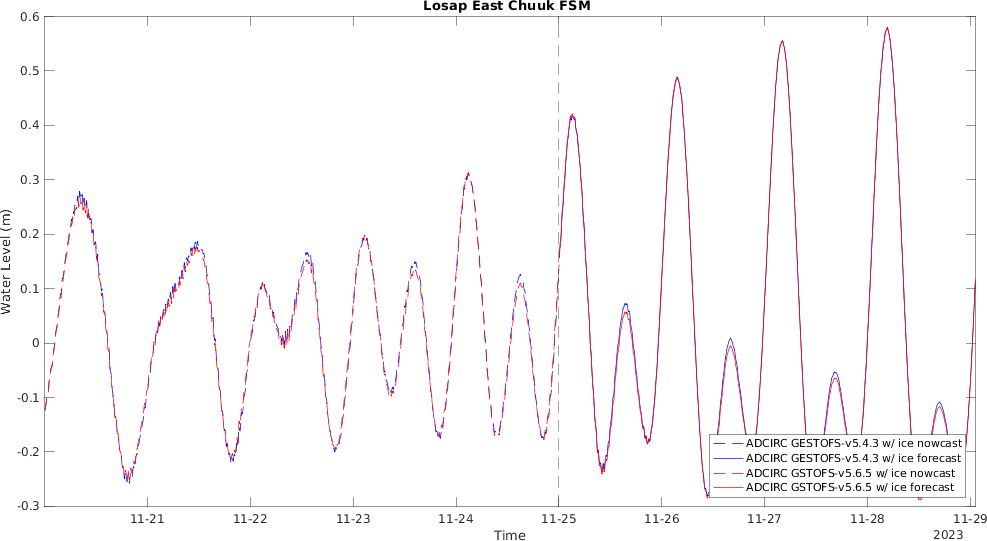 Losap East Chuuk FSM
0.6
0.5
0.4
0.3
0.2
0.1
0
-0.1
-0.2
-0.3
Water Level (m)
ADCIRC GESTOFS-v5.4.3 w/ ice nowcast
ADCIRC GESTOFS-v5.4.3 w/ ice forecast
ADCIRC GSTOFS-v5.6.5 w/ ice nowcast
ADCIRC GSTOFS-v5.6.5 w/ ice forecast
11-21 11-22 11-23 11-24 11-25 11-26 11-27 11-28 11-29
Time
2023